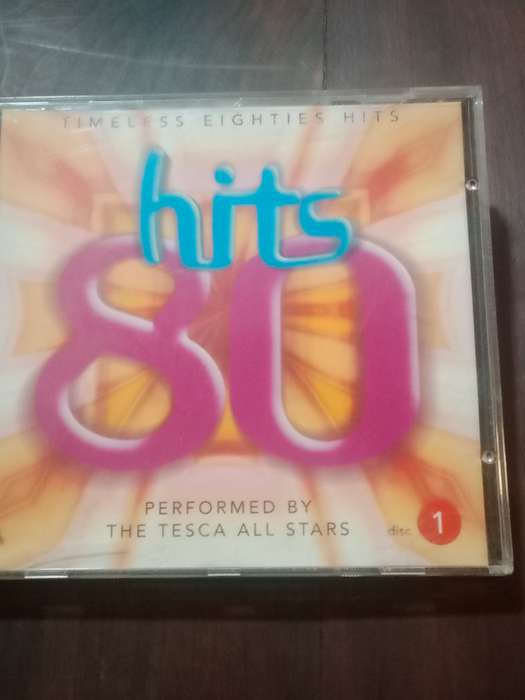 TIMELESS EIGHTIES HITS
hits
80
PERFORMED BY
THE TESCA ALL STARS
disc 1